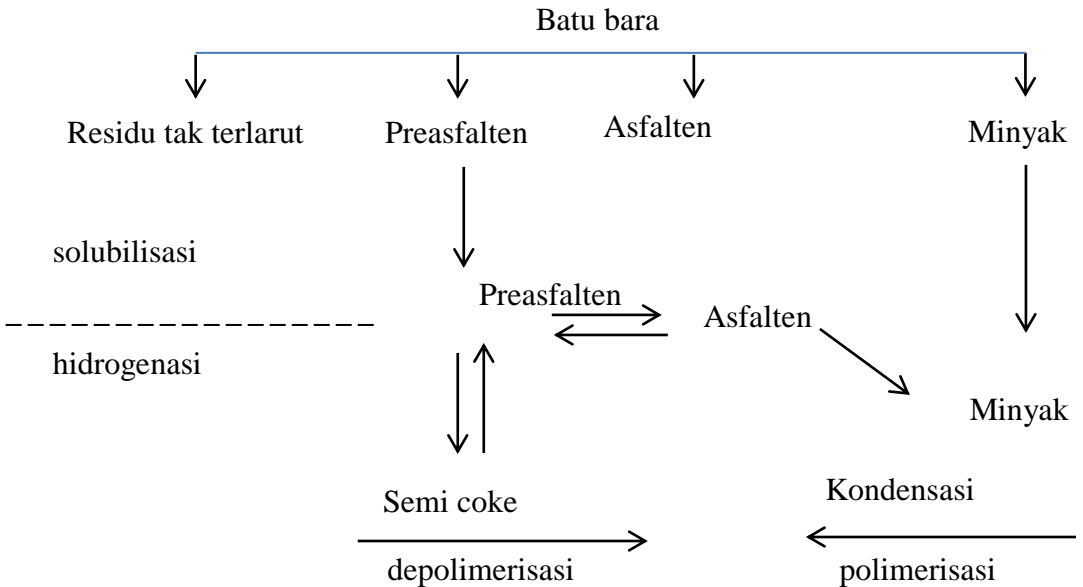 Batu bara
Residu tak terlarut Preasfalten Asfalten Minyak
solubilisasi
Preasfalten Asfalten
hidrogenasi
Minyak
Semi coke Kondensasi
depolimerisasi polimerisasi